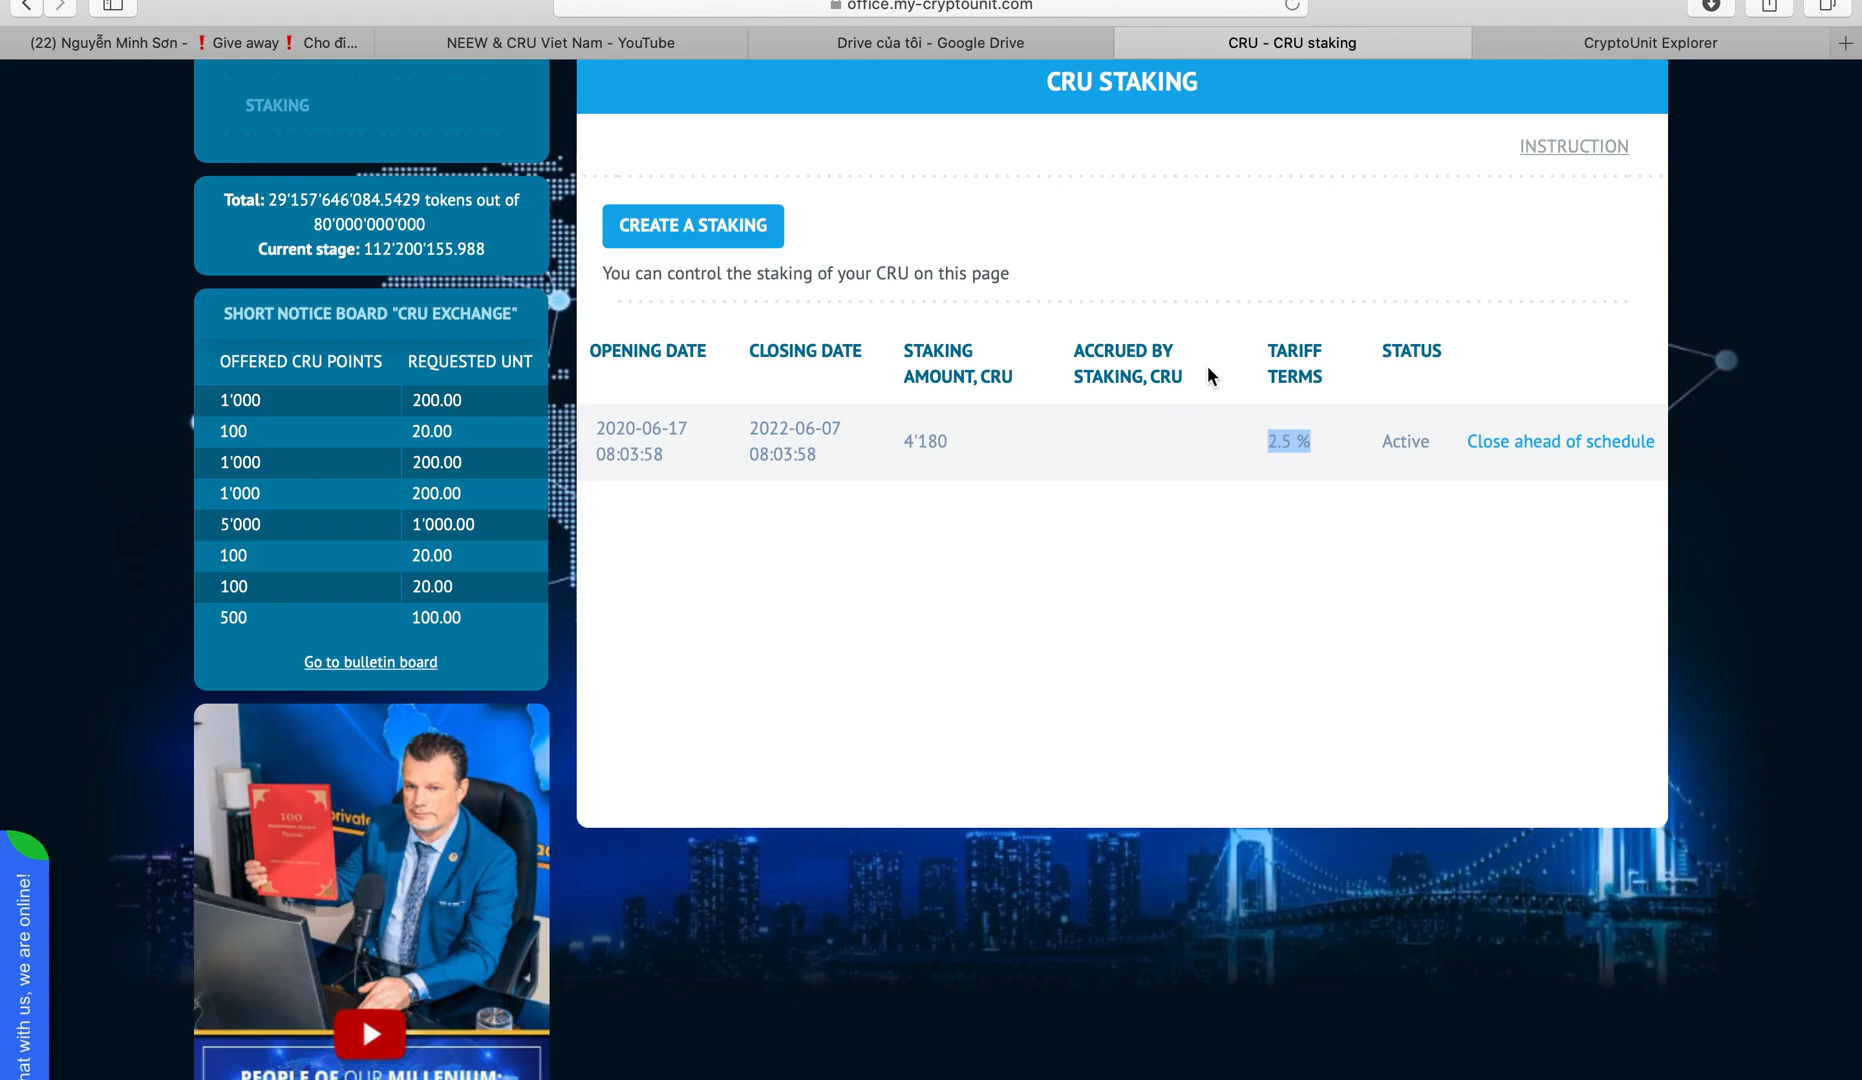 office.my-cryptounit.com
(22) Nguyễn Minh Sơn - ❗Give away❗ Cho đi...
NEEW & CRU Viet Nam - YouTube
Drive của tôi - Google Drive
CRU - CRU staking
CryptoUnit Explorer
STAKING
Total: 29'157'646'084.5429 tokens out of
80'000'000'000
Current stage: 112'200'155.988
SHORT NOTICE BOARD "CRU EXCHANGE"
OFFERED CRU POINTS REQUESTED UNT
1'000 200.00
100 20.00
1'000 200.00
1'000 200.00
5'000 1'000.00
100 20.00
100 20.00
500 100.00
Go to bulletin board
100
private
PEOPLE OF OUR MILLENIUM:
hat with us, we are online!
CRU STAKING
INSTRUCTION
CREATE A STAKING
You can control the staking of your CRU on this page
OPENING DATE CLOSING DATE STAKING ACCRUED BY TARIFF STATUS
AMOUNT, CRU STAKING, CRU TERMS
2020-06-17 2022-06-07
4'180 2.5 % Active Close ahead of schedule
08:03:58 08:03:58